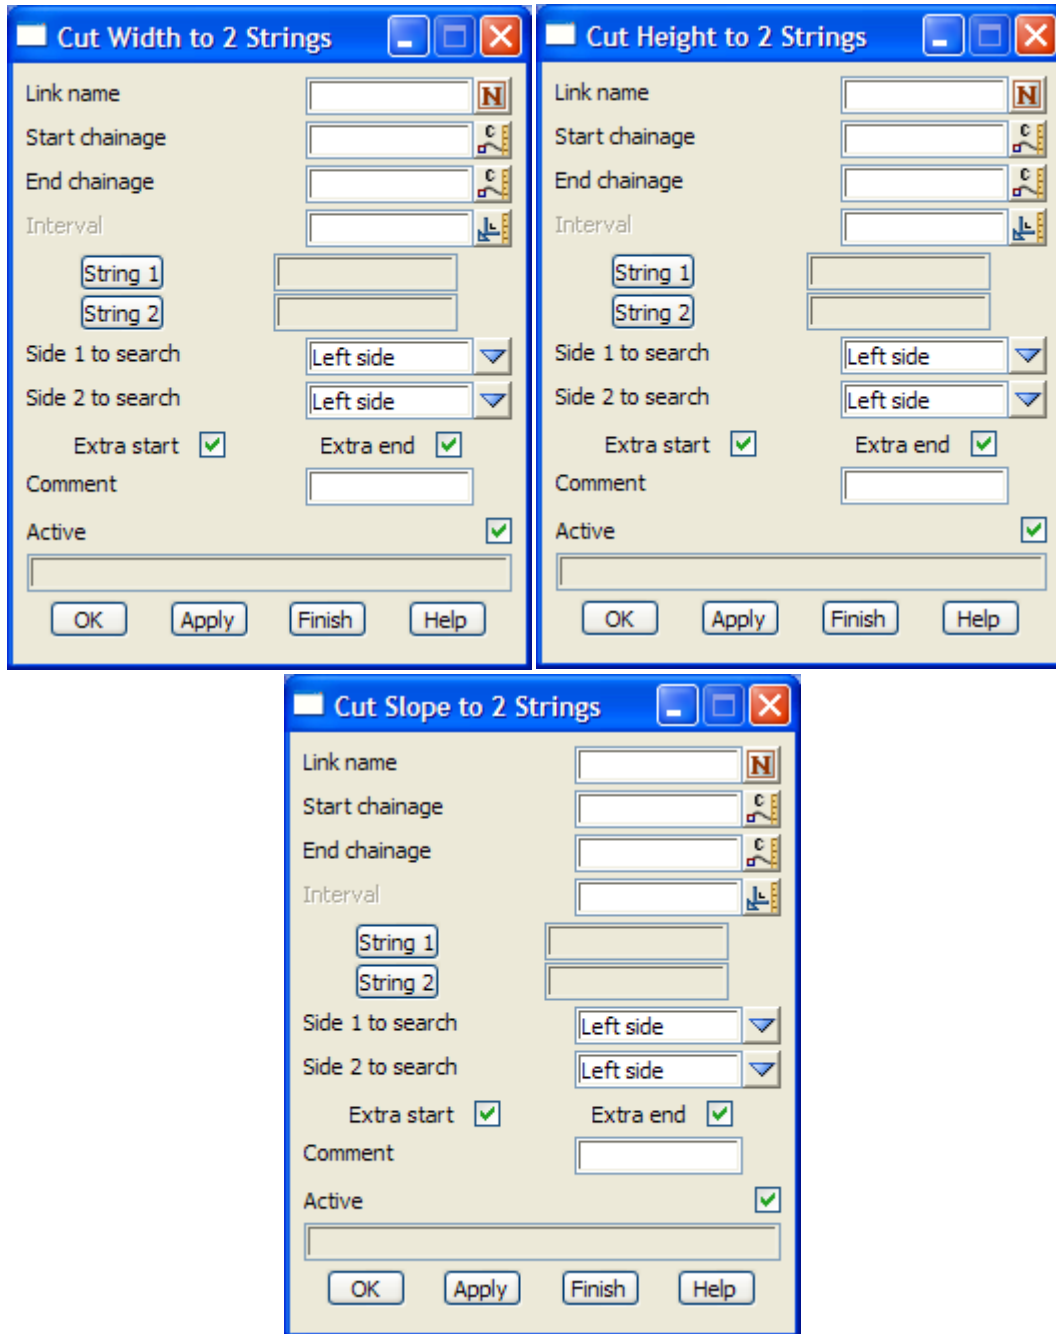 Cut Width to 2 Strings
Link name
N
Start chainage
C
End chainage
C
Interval
String 1
String 2
Side 1 to search Left side
Side 2 to search Left side
Extra start Extra end
Comment
Active
OK Apply Finish Help
Cut Height to 2 Strings
Link name
N
Start chainage
C
End chainage
C
Interval
String 1
String 2
Side 1 to search Left side
Side 2 to search Left side
Extra start Extra end
Comment
Active
OK Apply Finish Help
Cut Slope to 2 Strings
Link name
N
Start chainage
C
End chainage
C
Interval
String 1
String 2
Side 1 to search Left side
Side 2 to search Left side
Extra start Extra end
Comment
Active
OK Apply Finish Help